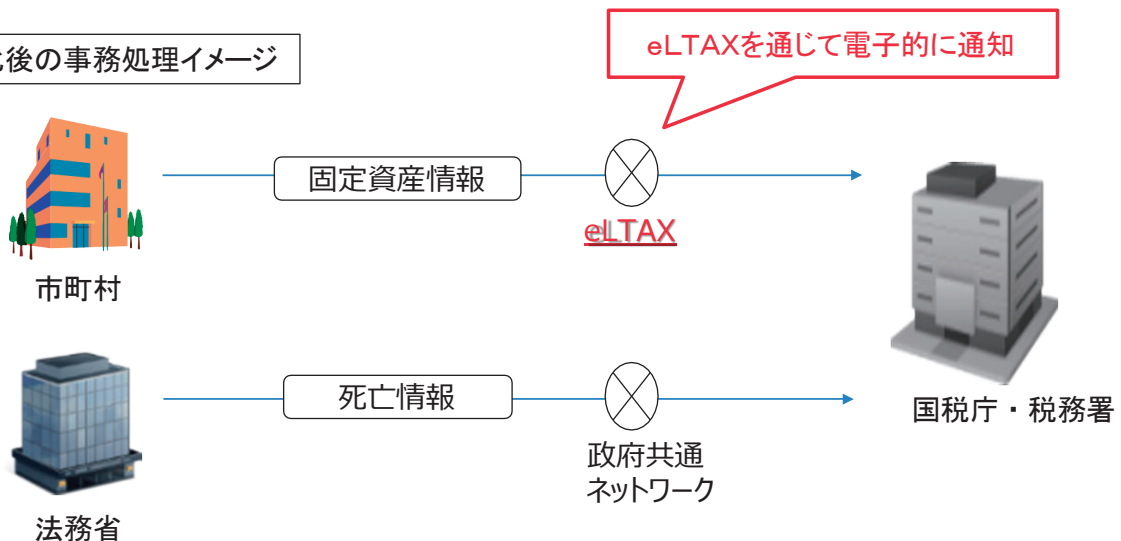 後の事務処理イメージ
eLTAXを通じて電子的に通知
固定資産情報
eLTAX
市町村
死亡情報
国税庁・税務署
政府共通
ネットワーク
法務省